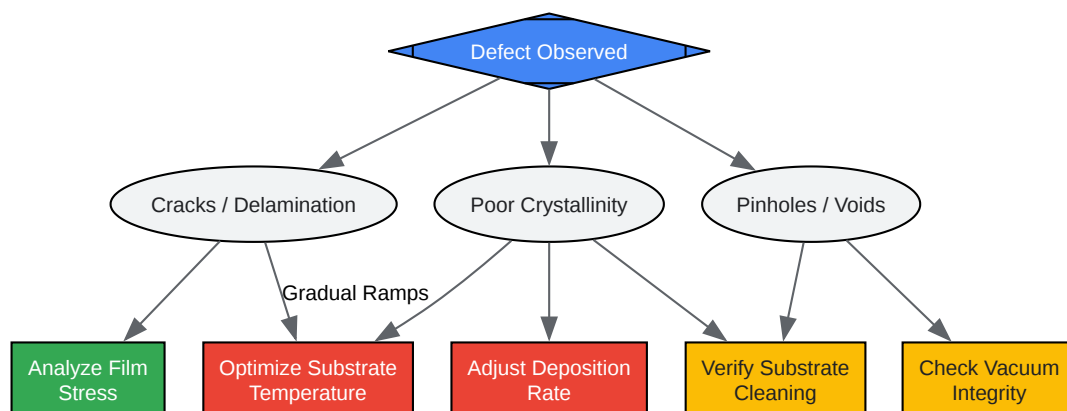 Defect Observed
Cracks / Delamination
Poor Crystallinity
Pinholes / Voids
Gradual Ramps
Analyze Film
Stress
Optimize Substrate
Temperature
Adjust Deposition
Rate
Verify Substrate
Cleaning
Check Vacuum
Integrity